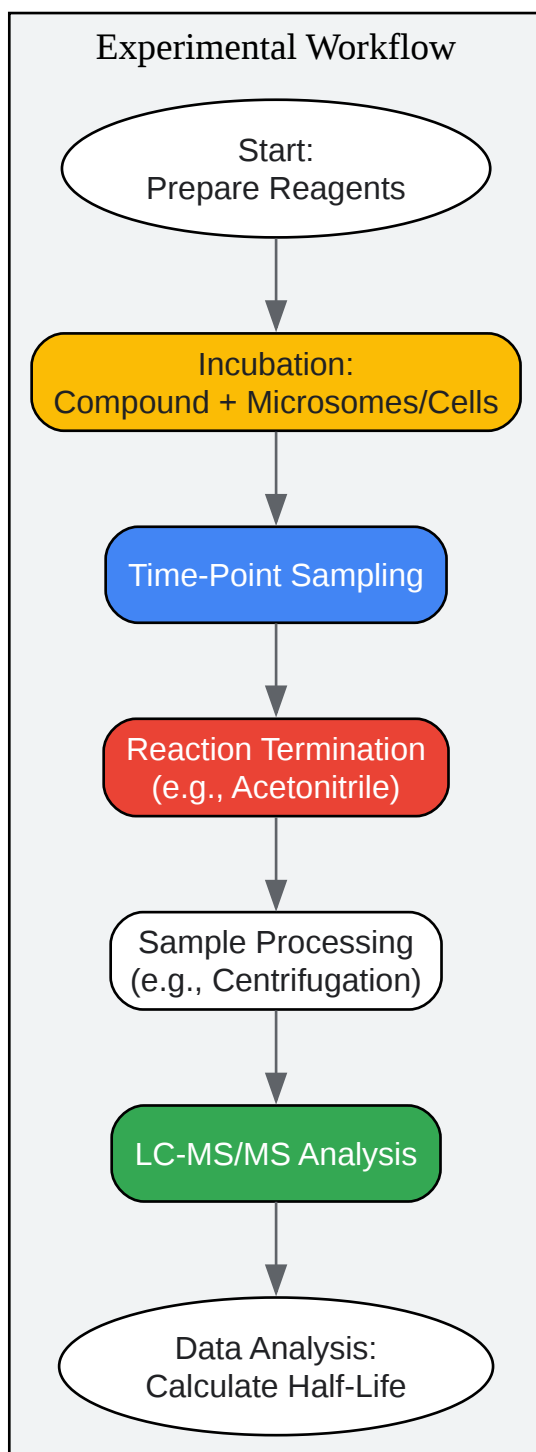 Experimental Workflow
Start:
Prepare Reagents
Incubation:
Compound + Microsomes/Cells
Time-Point Sampling
Reaction Termination
(e.g., Acetonitrile)
Sample Processing
(e.g., Centrifugation)
LC-MS/MS Analysis
Data Analysis:
Calculate Half-Life